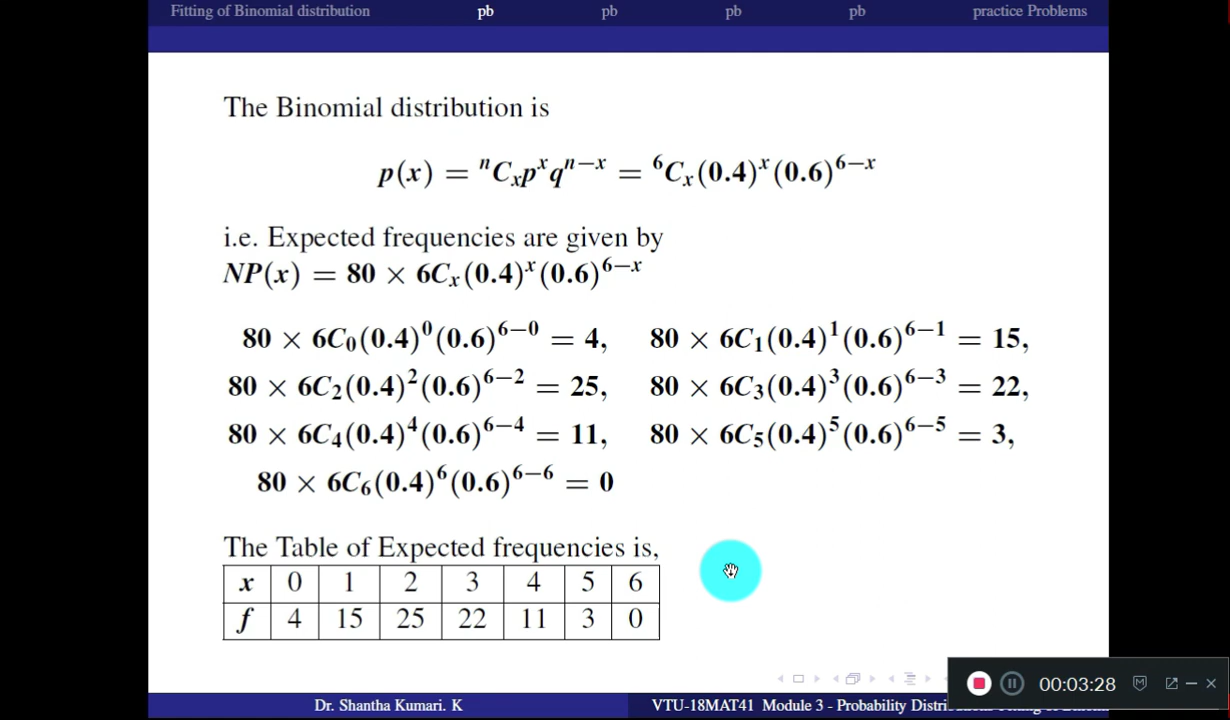 Fitting of Binomial distribution pb pb pb pb practice Problems
The Binomial distribution is
p(x) = ⁿCₓpˣqⁿ⁻ˣ = ⁶Cₓ(0.4)ˣ(0.6)⁶⁻ˣ
i.e. Expected frequencies are given by
NP(x) = 80 × 6Cₓ(0.4)ˣ(0.6)⁶⁻ˣ
80 × 6C₀(0.4)⁰(0.6)⁶⁻⁰ = 4, 80 × 6C₁(0.4)¹(0.6)⁶⁻¹ = 15,
80 × 6C₂(0.4)²(0.6)⁶⁻² = 25, 80 × 6C₃(0.4)³(0.6)⁶⁻³ = 22,
80 × 6C₄(0.4)⁴(0.6)⁶⁻⁴ = 11, 80 × 6C₅(0.4)⁵(0.6)⁶⁻⁵ = 3,
80 × 6C₆(0.4)⁶(0.6)⁶⁻⁶ = 0
The Table of Expected frequencies is,
x 0 1 2 3 4 5 6
f 4 15 25 22 11 3 0
00:03:28
Dr. Shantha Kumari. K VTU-18MAT41 Module 3 - Probability